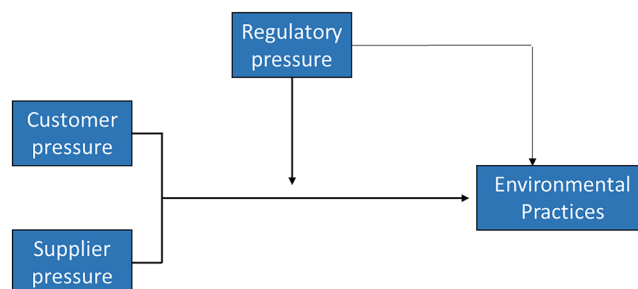 Regulatory
pressure
Customer
pressure
Environmental
Practices
Supplier
pressure